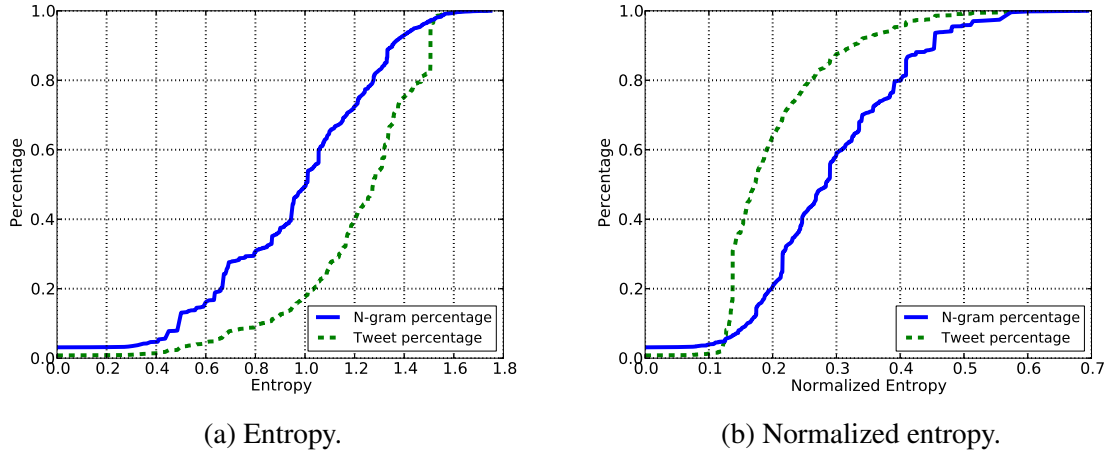 1.0
0.8
0.6
0.4
0.2
0.0
Percentage
0.0 0.2 0.4 0.6 0.8 1.0 1.2 1.4 1.6 1.8
Entropy
N-gram percentage
Tweet percentage
(a) Entropy.
1.0
0.8
0.6
0.4
0.2
0.0
Percentage
0.0 0.1 0.2 0.3 0.4 0.5 0.6 0.7
Normalized Entropy
N-gram percentage
Tweet percentage
(b) Normalized entropy.